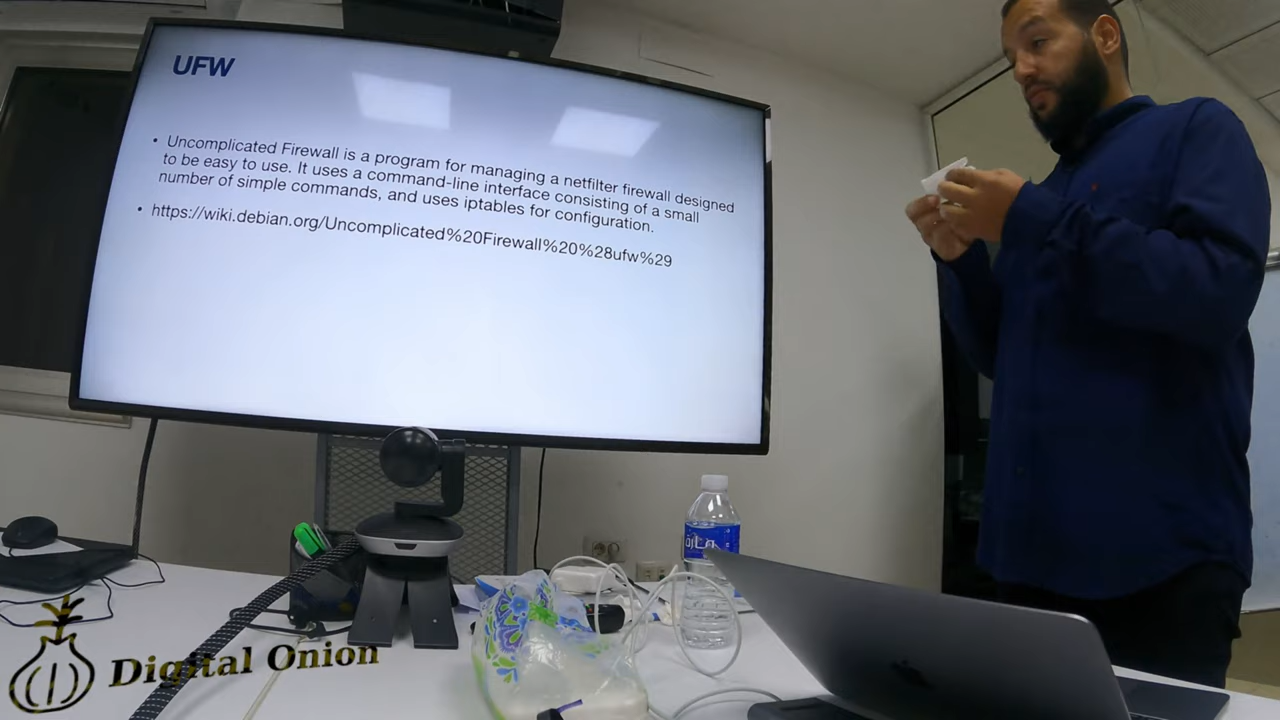 UFW
• Uncomplicated Firewall is a program for managing a netfilter firewall designed
to be easy to use. It uses a command-line interface consisting of a small
number of simple commands, and uses iptables for configuration.
• https://wiki.debian.org/Uncomplicated%20Firewall%20%28ufw%29
Digital Onion